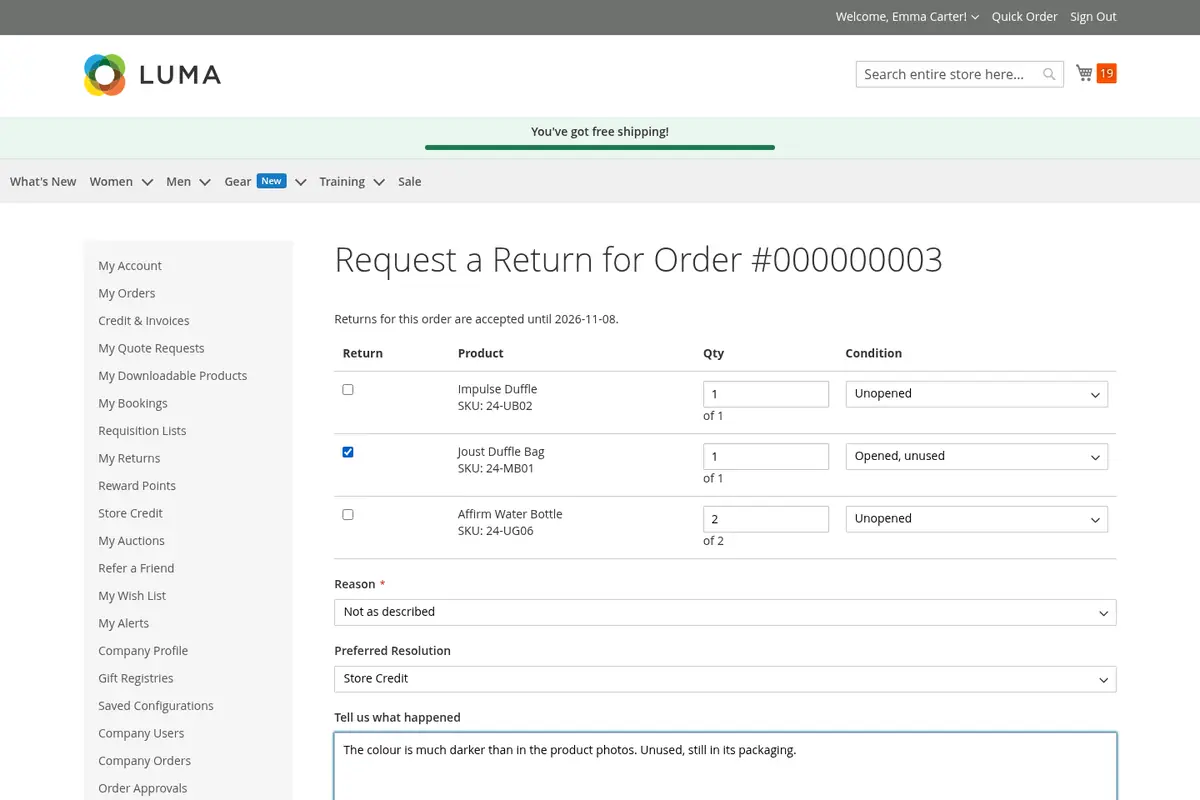 Welcome, Emma Carter! Quick Order Sign Out
LUMA
Search entire store here...
19
You've got free shipping!
What's New Women Men Gear New Training Sale
My Account
My Orders
Credit & Invoices
My Quote Requests
My Downloadable Products
My Bookings
Requisition Lists
My Returns
Reward Points
Store Credit
My Auctions
Refer a Friend
My Wish List
My Alerts
Company Profile
Gift Registries
Saved Configurations
Company Users
Company Orders
Order Approvals
Request a Return for Order #000000003
Returns for this order are accepted until 2026-11-08.
Return Product Qty Condition
Impulse Duffle 1 Unopened
SKU: 24-UB02 of 1
Joust Duffle Bag 1 Opened, unused
SKU: 24-MB01 of 1
Affirm Water Bottle 2 Unopened
SKU: 24-UG06 of 2
Reason *
Not as described
Preferred Resolution
Store Credit
Tell us what happened
The colour is much darker than in the product photos. Unused, still in its packaging.